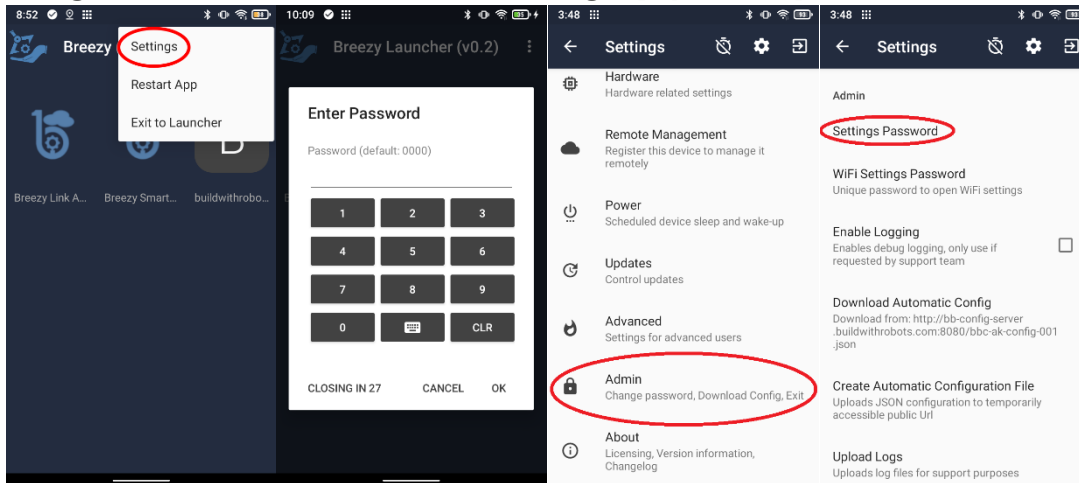 8:52
Breezy
Settings
Restart App
Exit to Launcher
Breezy Link A...
Breezy Smart...
buildwithrobo...
10:09
Breezy Launcher (v0.2)
Enter Password
Password (default: 0000)
1 2 3
4 5 6
7 8 9
0 CLR
CLOSING IN 27 CANCEL OK
3:48
93
Settings
Hardware
Hardware related settings
Remote Management
Register this device to manage it
remotely
Power
Scheduled device sleep and wake-up
Updates
Control updates
Advanced
Settings for advanced users
Admin
Change password, Download Config, Exit
About
Licensing, Version information,
Changelog
3:48
93
Settings
Admin
Settings Password
WiFi Settings Password
Unique password to open WiFi settings
Enable Logging
Enables debug logging, only use if
requested by support team
Download Automatic Config
Download from: http://bb-config-server
.buildwithrobots.com:8080/bbc-ak-config-001
.json
Create Automatic Configuration File
Uploads JSON configuration to temporarily
accessible public Url
Upload Logs
Uploads log files for support purposes